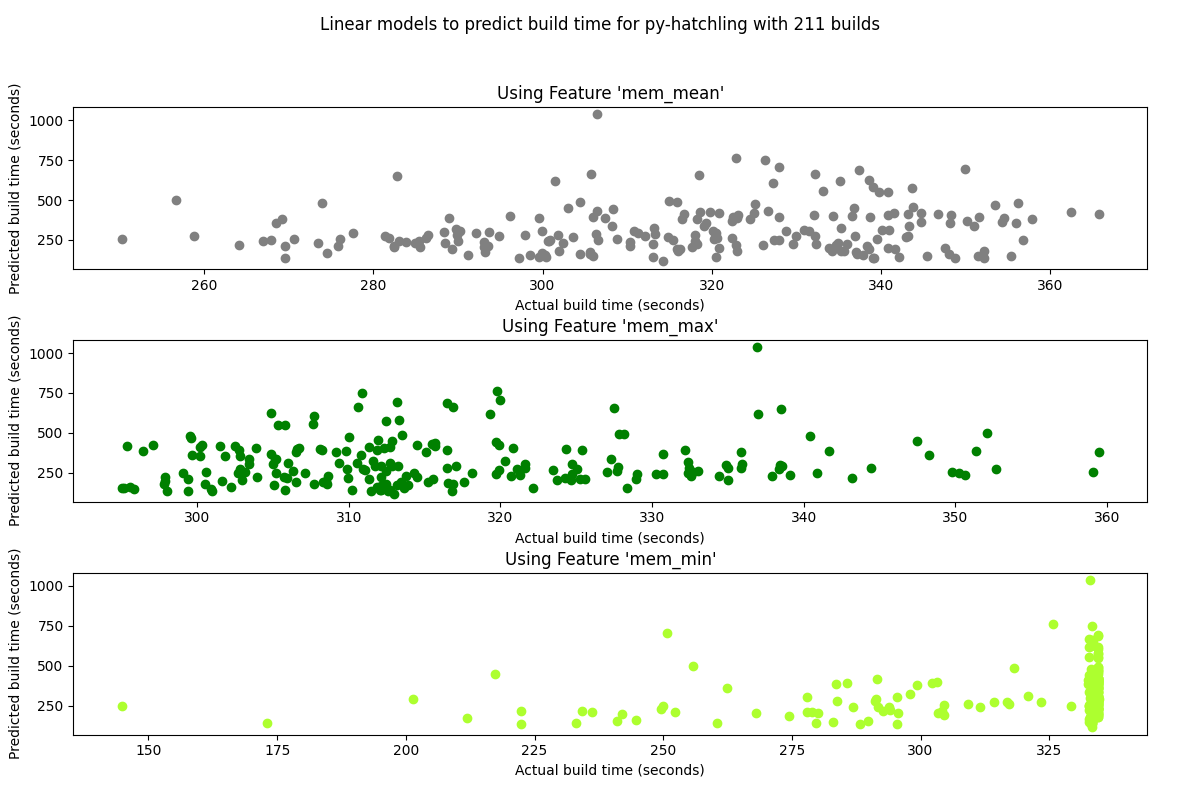 Linear models to predict build time for py-hatchling with 211 builds
Using Feature 'mem_mean'
Predicted build time (seconds)
1000
750
500
250
260 280 300 320 340 360
Actual build time (seconds)
Using Feature 'mem_max'
Predicted build time (seconds)
1000
750
500
250
300 310 320 330 340 350 360
Actual build time (seconds)
Using Feature 'mem_min'
Predicted build time (seconds)
1000
750
500
250
150 175 200 225 250 275 300 325
Actual build time (seconds)